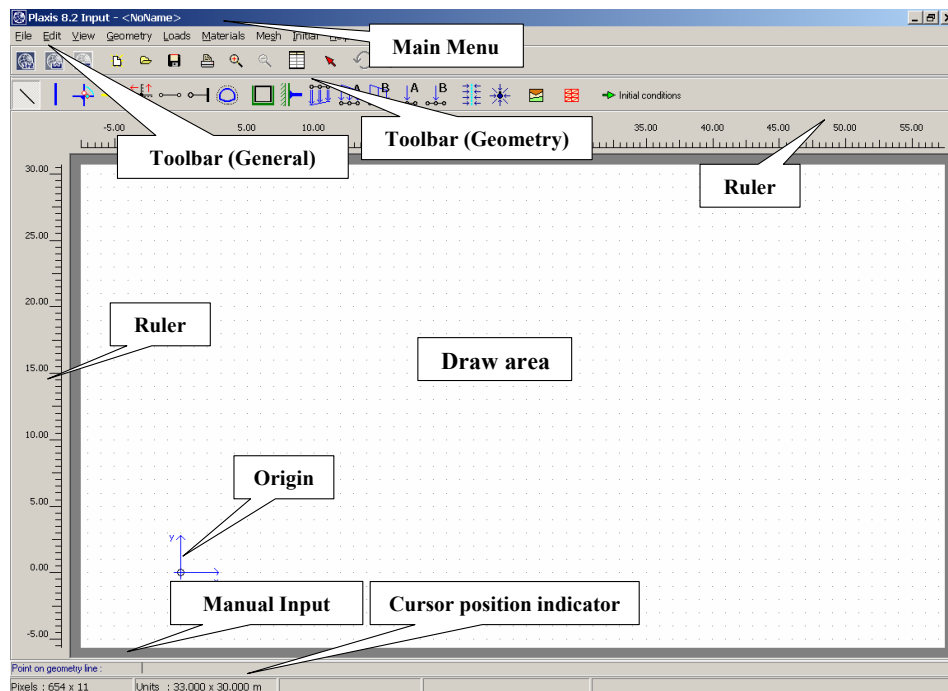 Plaxis 8.2 Input - <NoName>
File Edit View Geometry Loads Materials Mesh Initial
Main Menu
A B A B Initial conditions
-5.00 5.00 10.00 35.00 40.00 45.00 50.00 55.00
Toolbar (General)
Toolbar (Geometry)
Ruler
30.00
25.00
20.00
Ruler
15.00
Draw area
10.00
Origin
5.00
y
0.00
Manual Input
Cursor position indicator
-5.00
Point on geometry line :
Pixels : 654 x 11 Units : 33.000 x 30.000 m